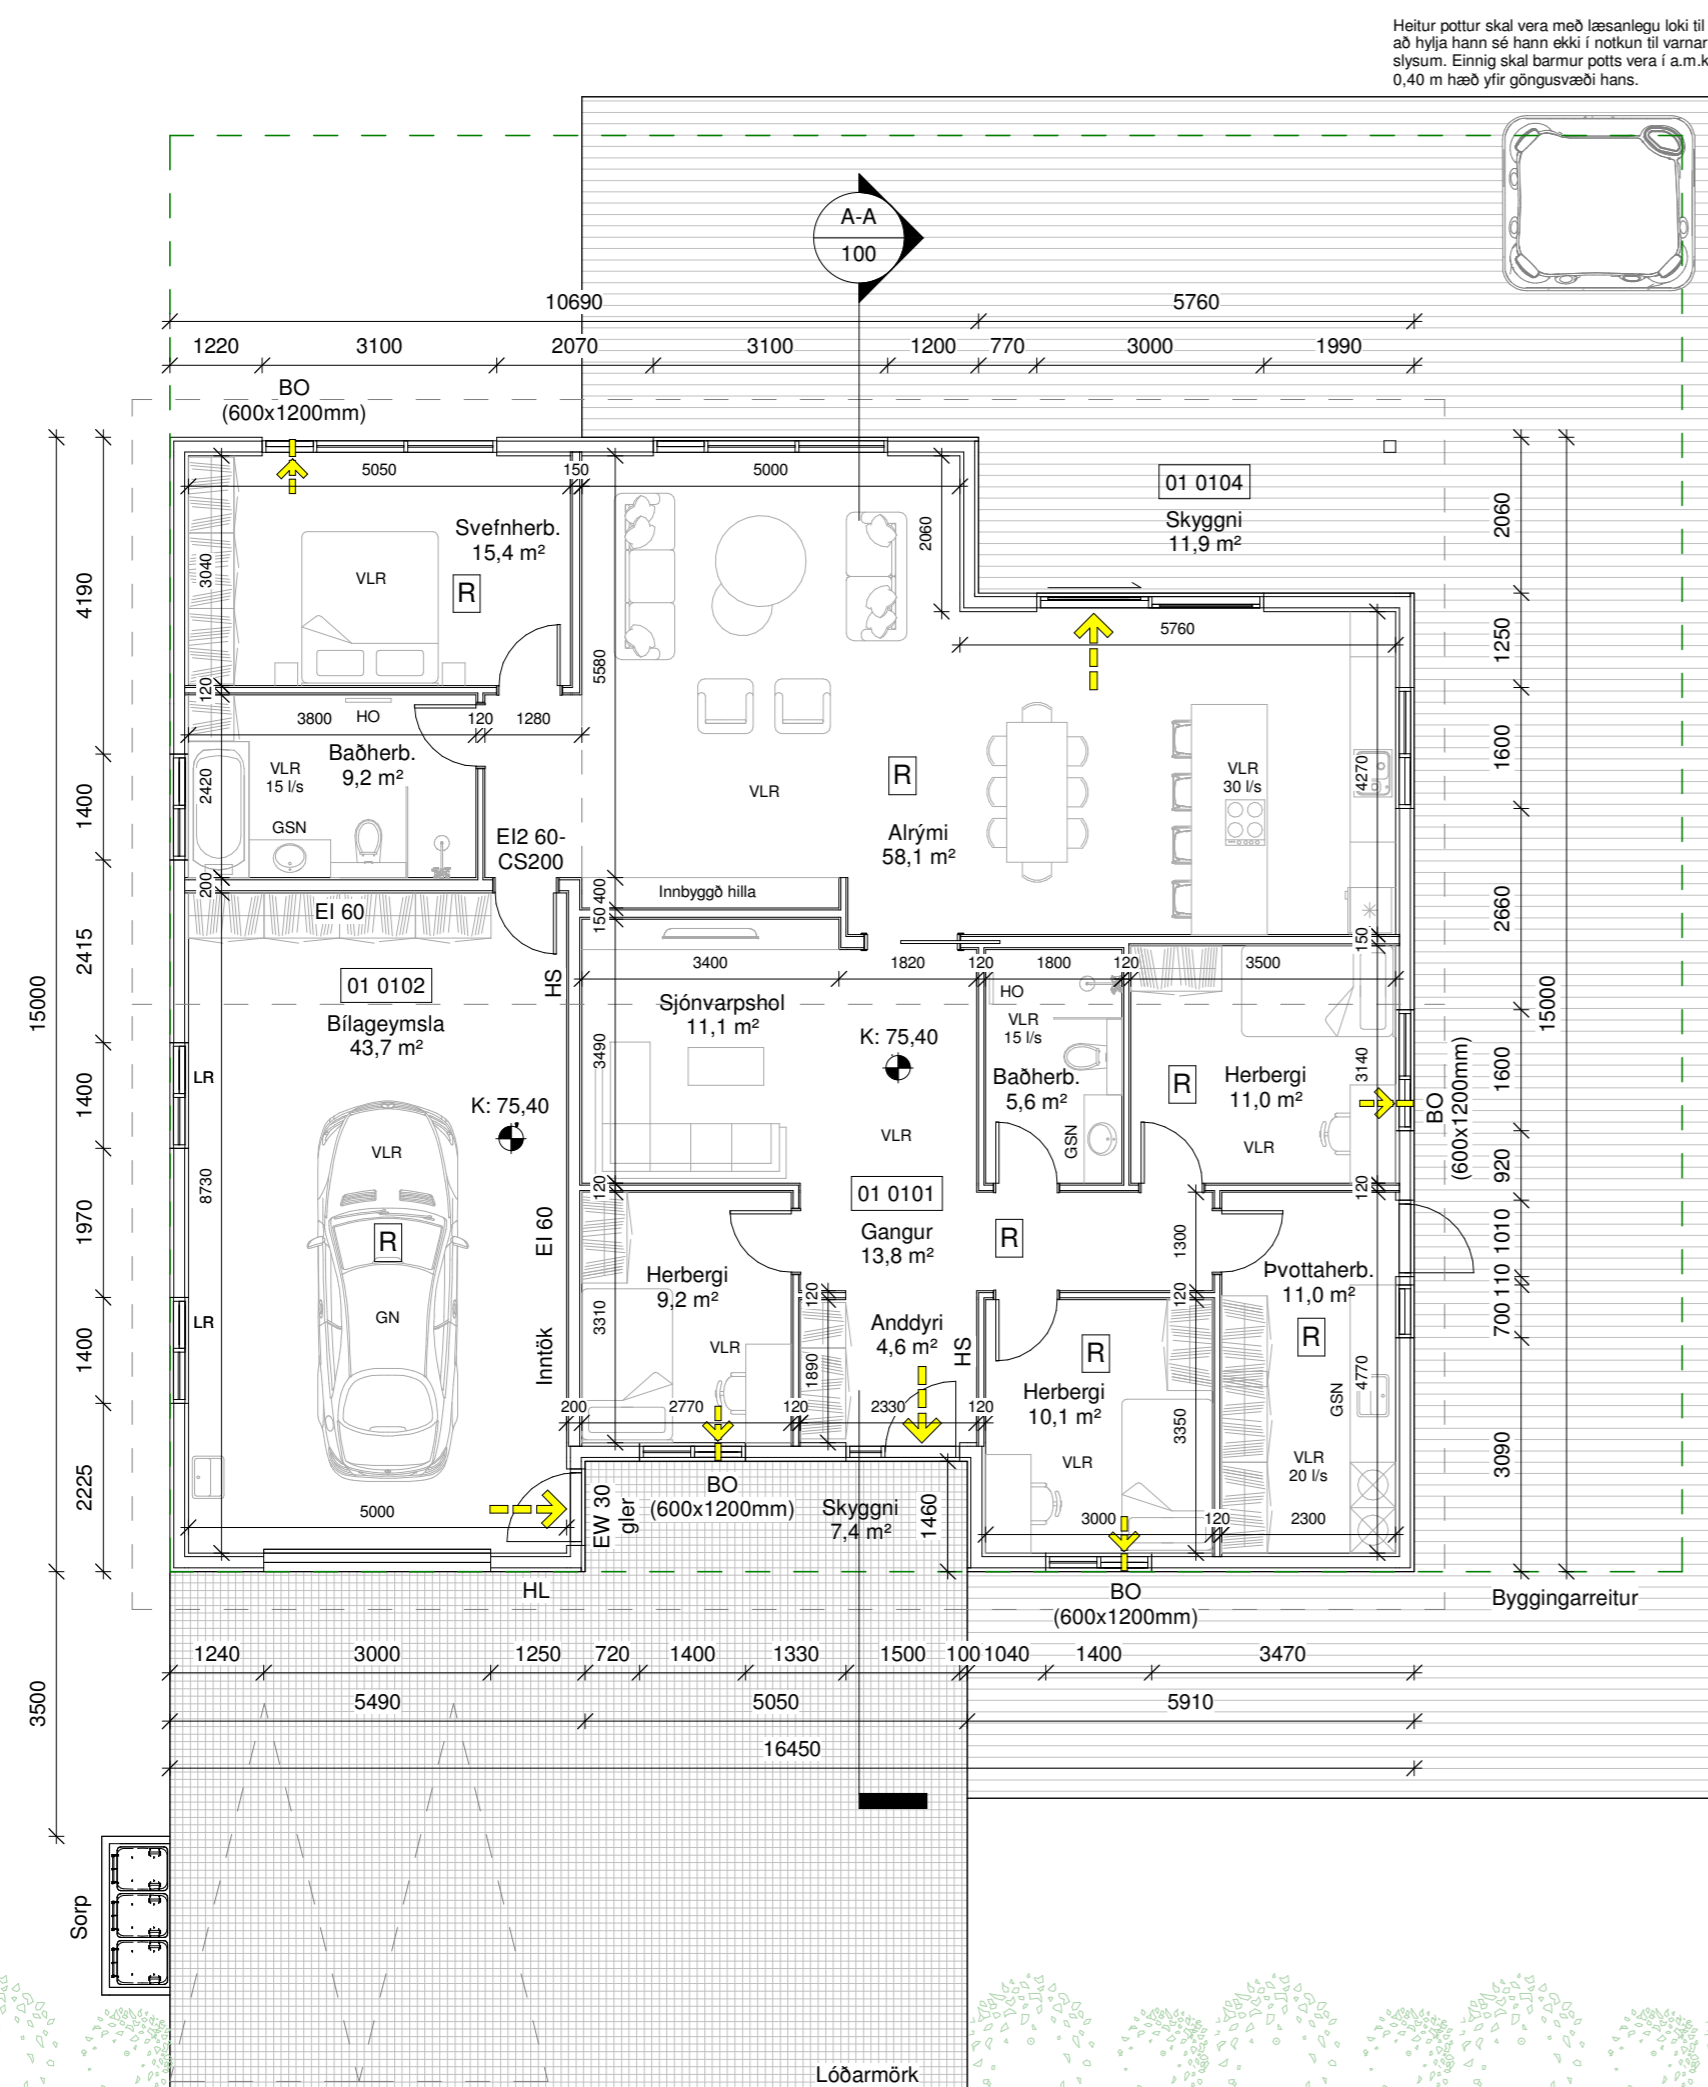 Heitur pottur skal vera með læsanlegu loki til
að hylja hann sé hann ekki í notkun til varnar
slysum. Einnig skal barmur potts vera í a.m.k
0,40 m hæð yfir göngusvæði hans.
A-A
100
10690
5760
1220
3100
2070
3100
1200
770
3000
1990
BO
(600x1200mm)
5050
150
5000
01 0104
Skyggni
11,9 m²
2060
2060
Svefnherb.
15,4 m²
VLR
R
3040
4190
5760
1250
5580
120
3800
HO
120
1280
Baðherb.
9,2 m²
VLR
15 l/s
GSN
2420
1400
VLR
R
VLR
30 l/s
4270
1600
Alrými
58,1 m²
EI2 60-
CS200
200
EI 60
Innbyggð hilla
400
150
2415
2660
150
HS
3400
1820
120
1800
120
3500
01 0102
Bílageymsla
43,7 m²
15000
15000
Sjónvarpshol
11,1 m²
HO
VLR
15 l/s
K: 75,40
3490
3140
1600
LR
1400
K: 75,40
Baðherb.
5,6 m²
R
Herbergi
11,0 m²
BO
(600x1200mm)
VLR
VLR
GSN
VLR
920
8730
120
120
01 0101
Gangur
13,8 m²
R
R
1970
EI 60
1300
1010
Herbergi
9,2 m²
Þvottaherb.
11,0 m²
110
120
120
GN
LR
1400
Inntök
3310
Anddyri
4,6 m²
HS
VLR
R
R
700
1890
Herbergi
10,1 m²
GSN
4770
200
2770
120
2330
120
3350
3090
VLR
VLR
20 l/s
2225
5000
EW 30
gler
BO
(600x1200mm)
Skyggni
7,4 m²
1460
3000
120
2300
HL
BO
(600x1200mm)
Byggingarreitur
1240
3000
1250
720
1400
1330
1500
100
1040
1400
3470
3500
5490
5050
5910
16450
Sorp
Lóðarmörk